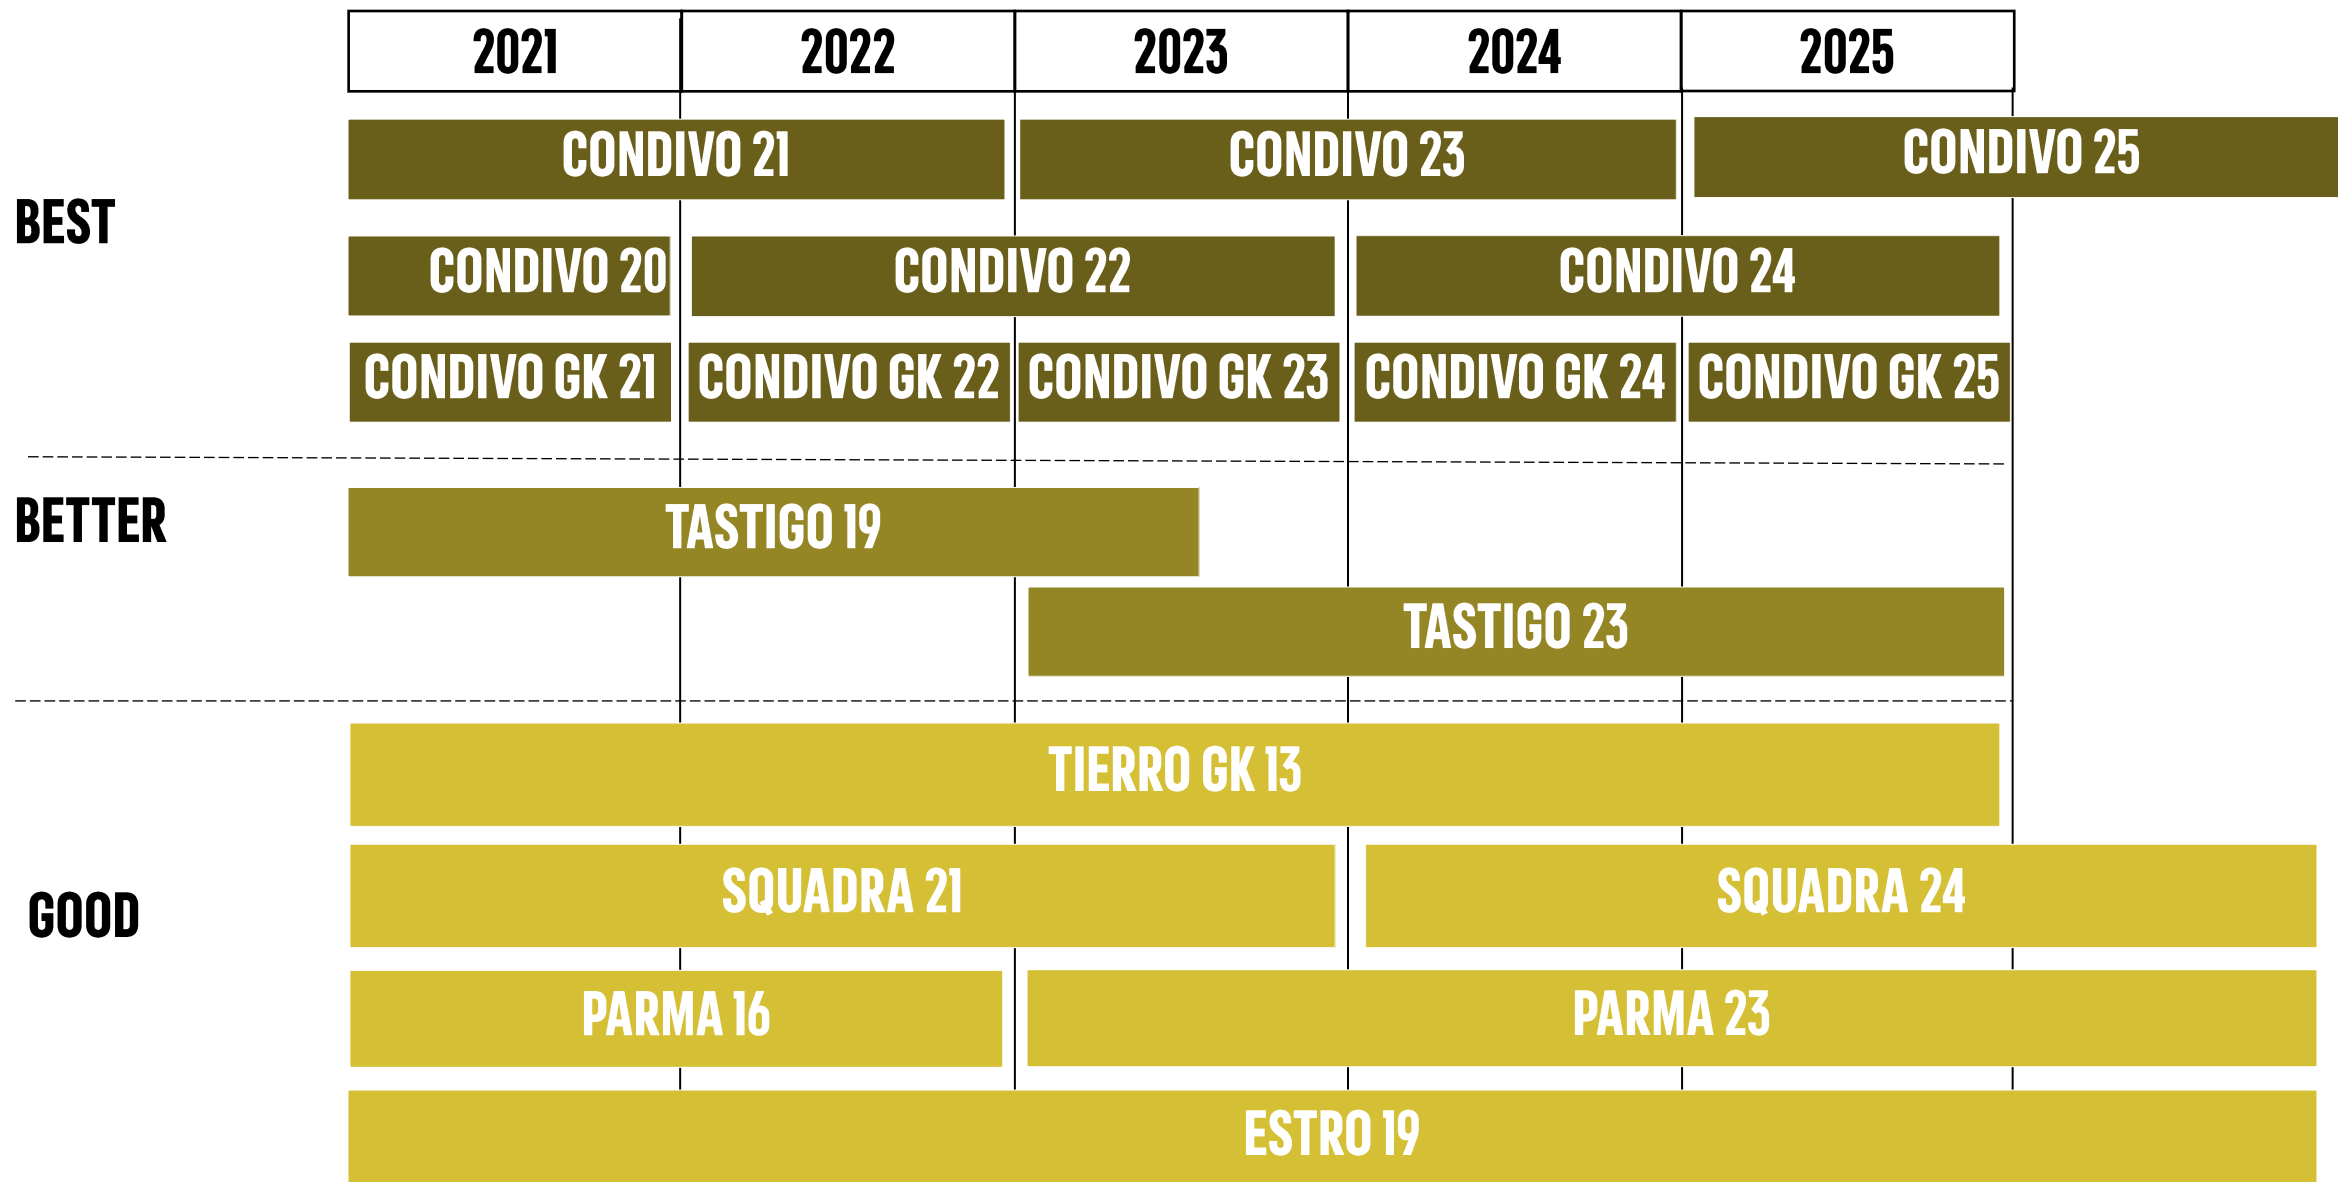 2021 2022 2023 2024 2025
CONDIVO 21 CONDIVO 23 CONDIVO 25
BEST
CONDIVO 20 CONDIVO 22 CONDIVO 24
CONDIVO GK 21 CONDIVO GK 22 CONDIVO GK 23 CONDIVO GK 24 CONDIVO GK 25
BETTER
TASTIGO 19
TASTIGO 23
TIERRO GK 13
SQUADRA 21 SQUADRA 24
GOOD
PARMA 16 PARMA 23
ESTRO 19